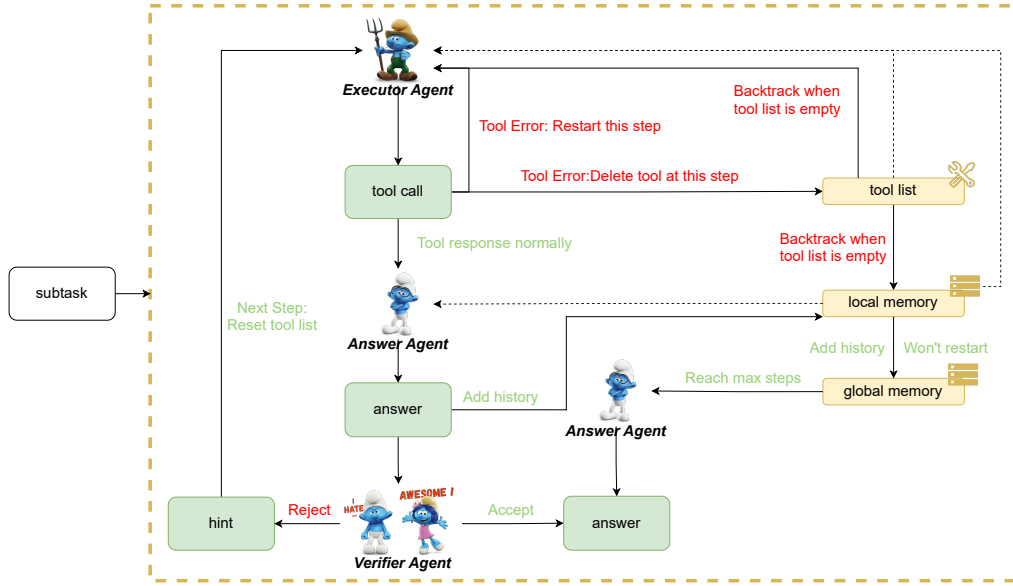 Executor Agent
Backtrack when
tool list is empty
Tool Error: Restart this step
tool call
Tool Error:Delete tool at this step
tool list
Tool response normally
Backtrack when
tool list is empty
subtask
Next Step:
Reset tool list
local memory
Answer Agent
Add history
Won't restart
Reach max steps
global memory
answer
Add history
Answer Agent
I
HATE
...
AWESOME !
hint
Reject
Accept
answer
Verifier Agent